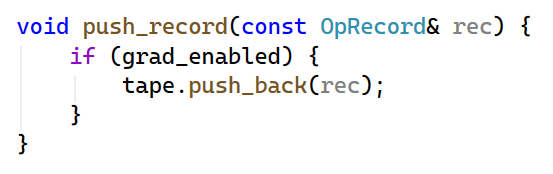 void push_record(const OpRecord& rec) {
    if (grad_enabled) {
        tape.push_back(rec);
    }
}